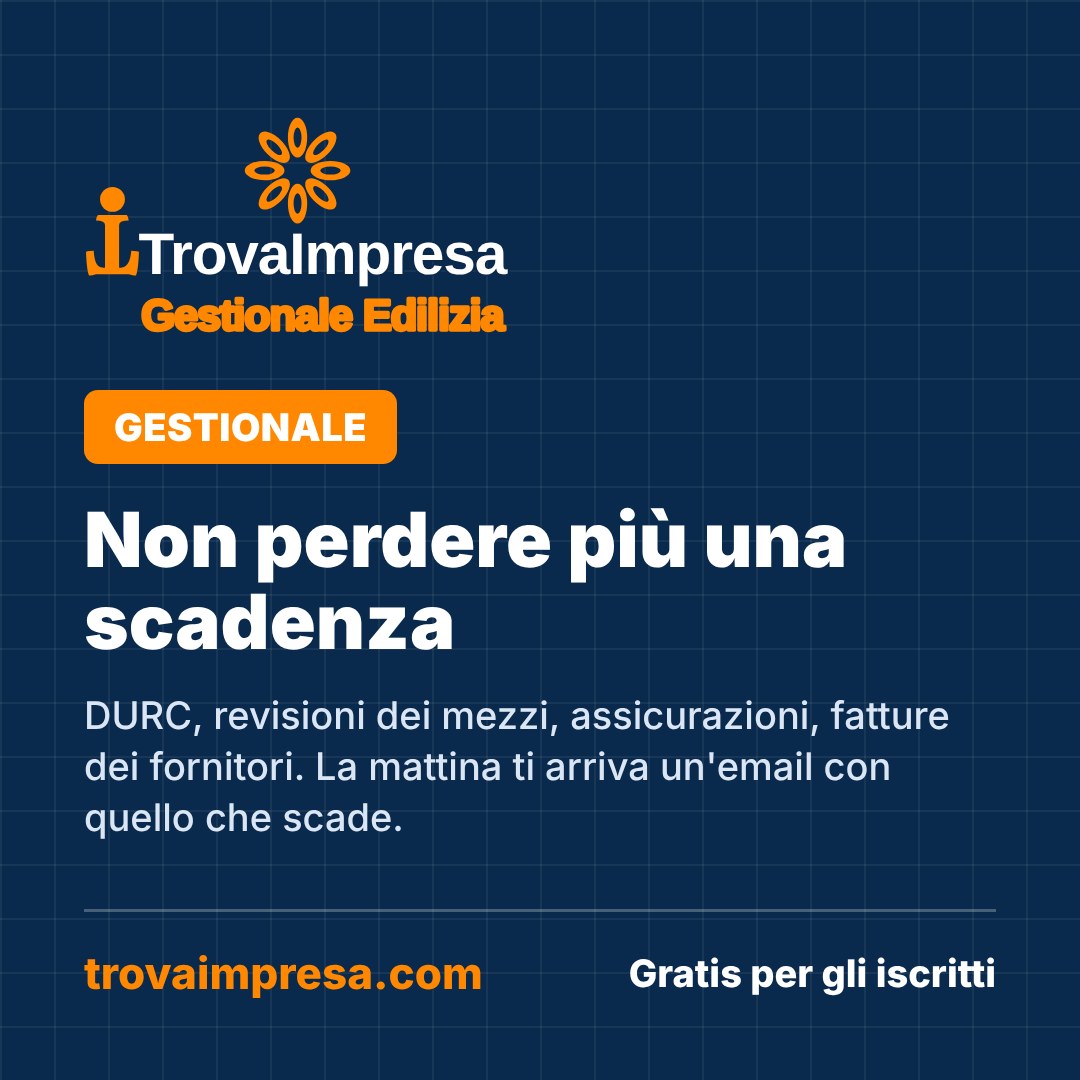 TrovaImpresa
Gestionale Edilizia
GESTIONALE
Non perdere più una
scadenza
DURC, revisioni dei mezzi, assicurazioni, fatture
dei fornitori. La mattina ti arriva un'email con
quello che scade.
trovaimpresa.com
Gratis per gli iscritti